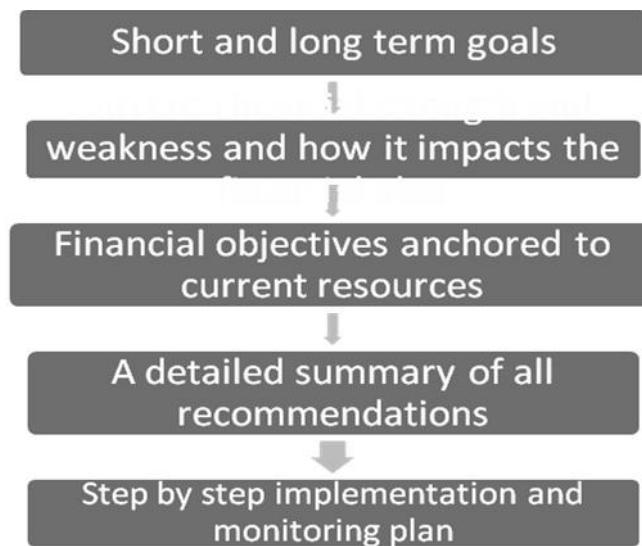 Short and long term goals
weakness and how it impacts the
Financial objectives anchored to
current resources
A detailed summary of all
recommendations
Step by step implementation and
monitoring plan